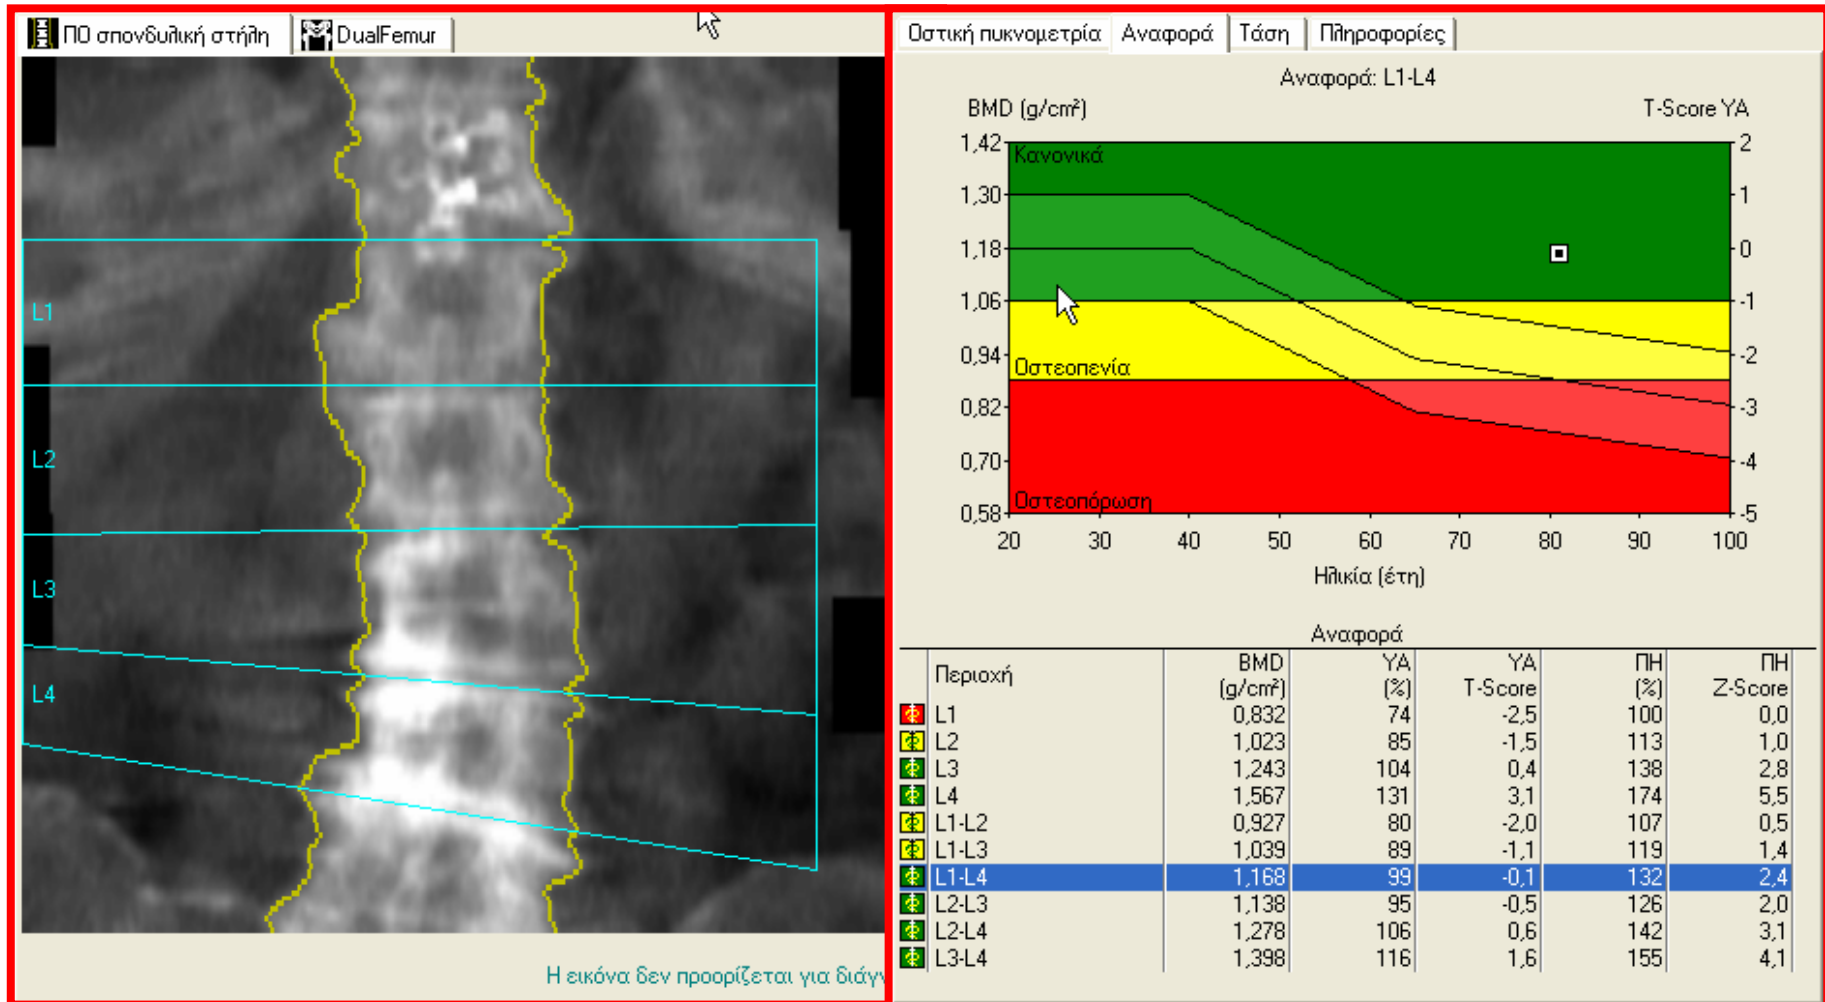 ΠΟ σπονδυλική στήλη
DualFemur
L1
L2
L3
L4
Η εικόνα δεν προορίζεται για διάγν
Οστική πυκνομετρία Αναφορά Τάση Πληροφορίες
Αναφορά: L1-L4
BMD (g/cm²) T-Score YA
1,42 Κανονικά 2
1,30 1
1,18 0
1,06 -1
0,94 Οστεοπενία -2
0,82 -3
0,70 -4
0,58 Οστεοπόρωση -5
20 30 40 50 60 70 80 90 100
Ηλικία (έτη)
Αναφορά
Περιοχή BMD (g/cm²) YA (%) YA T-Score ΠΗ (%) ΠΗ Z-Score
L1 0,832 74 -2,5 100 0,0
L2 1,023 85 -1,5 113 1,0
L3 1,243 104 0,4 138 2,8
L4 1,567 131 3,1 174 5,5
L1-L2 0,927 80 -2,0 107 0,5
L1-L3 1,039 89 -1,1 119 1,4
L1-L4 1,168 99 -0,1 132 2,4
L2-L3 1,138 95 -0,5 126 2,0
L2-L4 1,278 106 0,6 142 3,1
L3-L4 1,398 116 1,6 155 4,1